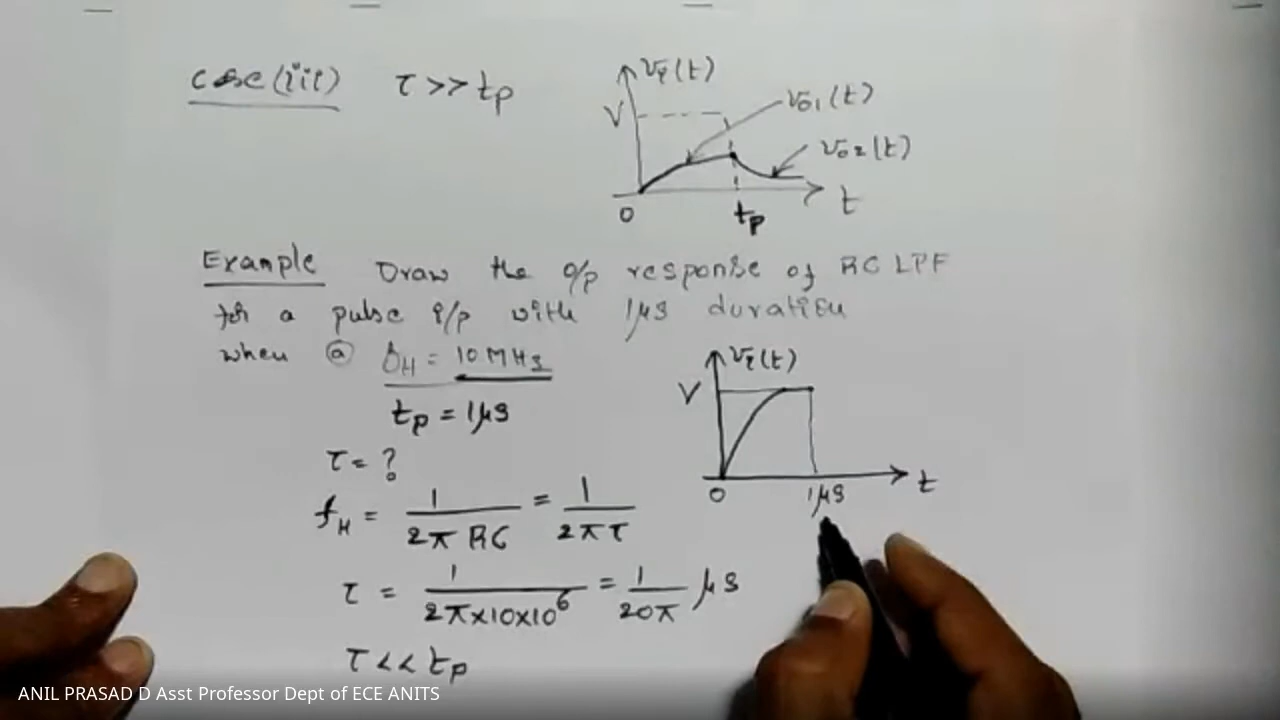 case(iii) τ >> tp
vi(t)
V
vo1(t)
vo2(t)
0 tp t
Example Draw the o/p response of RC LPF
for a pulse i/p with 1μs duration
when ⓐ fH = 10 MHz
tp = 1μs
vi(t)
V
0 1μs t
τ = ?
fH = 1/2π RC = 1/2πτ
τ = 1/2π×10×10⁶ = 1/20π μs
τ << tp
ANIL PRASAD D Asst Professor Dept of ECE ANITS